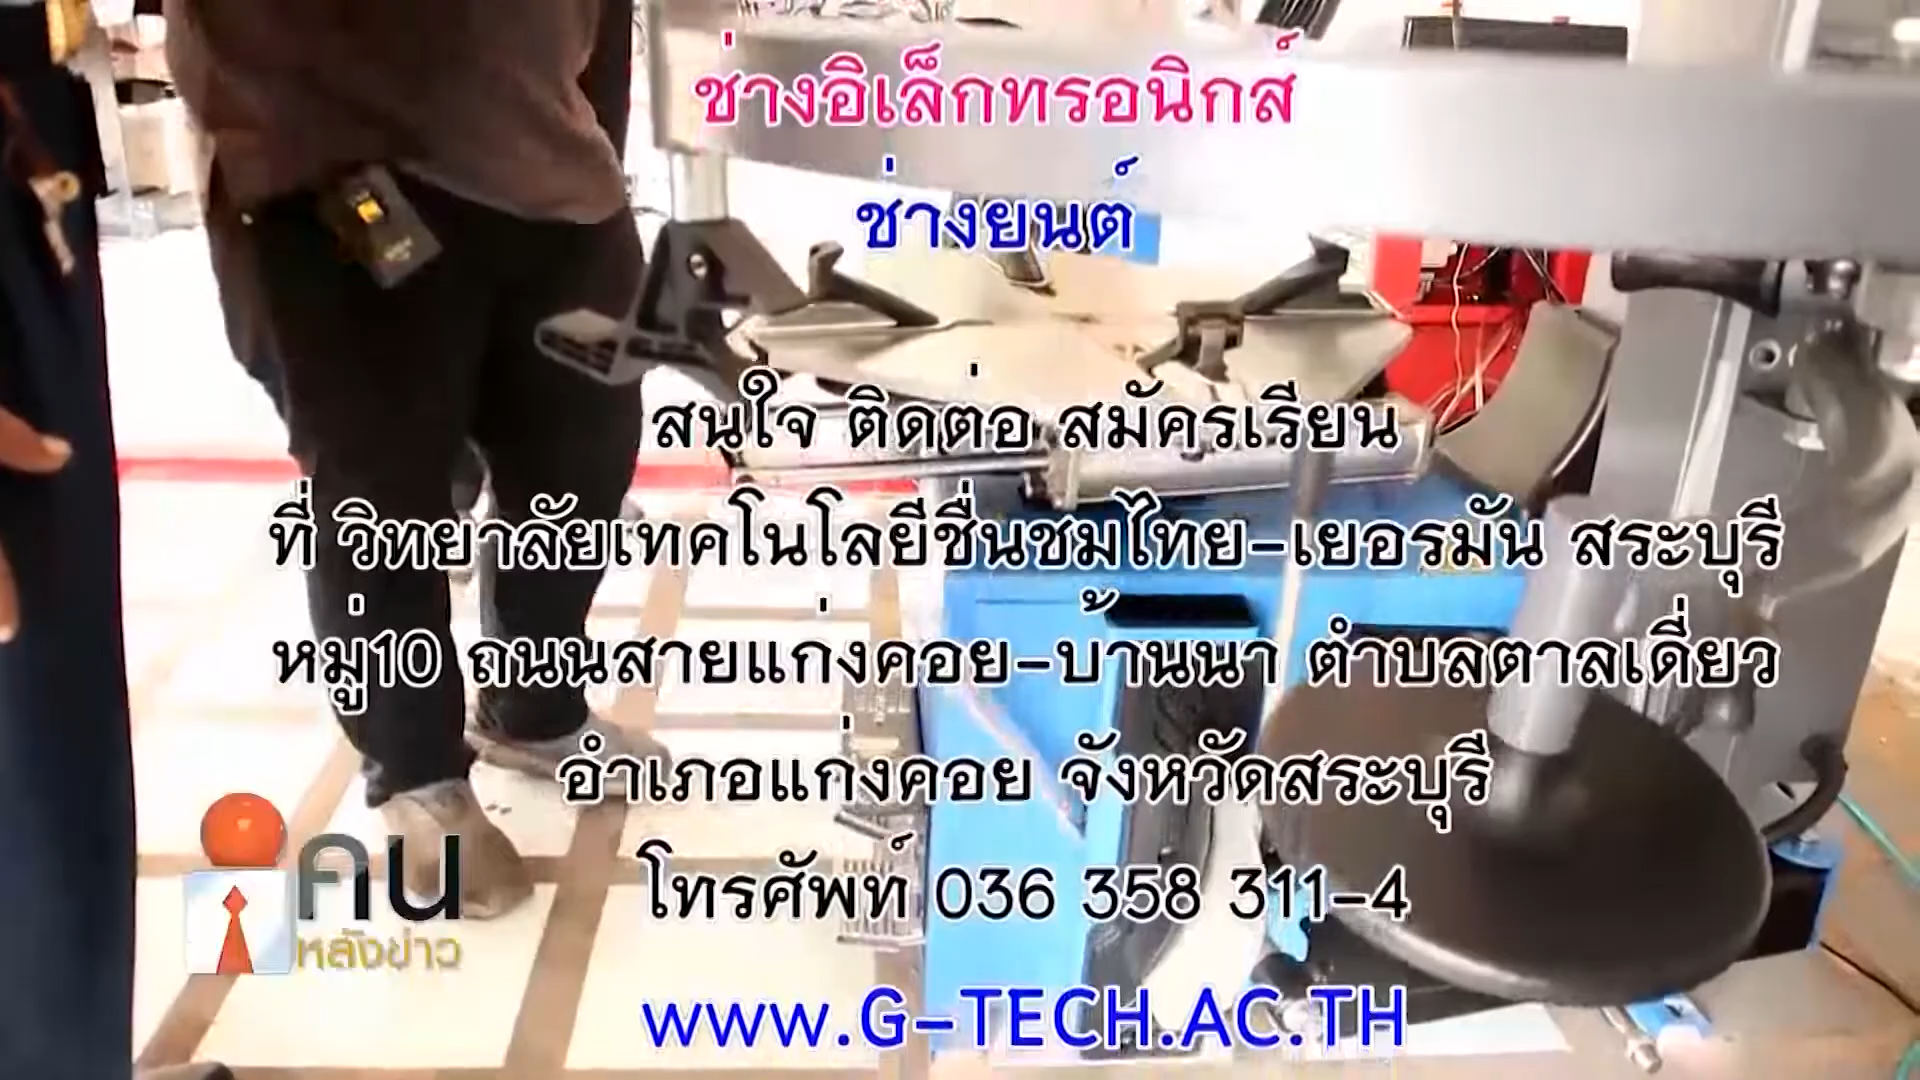 ช่างอิเล็กทรอนิกส์
ช่างยนต์
สนใจ ติดต่อ สมัครเรียน
ที่ วิทยาลัยเทคโนโลยีชื่นชมไทย-เยอรมัน สระบุรี
หมู่10 ถนนสายแก่งคอย-บ้านนา ตำบลตาลเดี่ยว
อำเภอแก่งคอย จังหวัดสระบุรี
โทรศัพท์ 036 358 311-4
www.G-TECH.AC.TH
คน
หลังข่าว